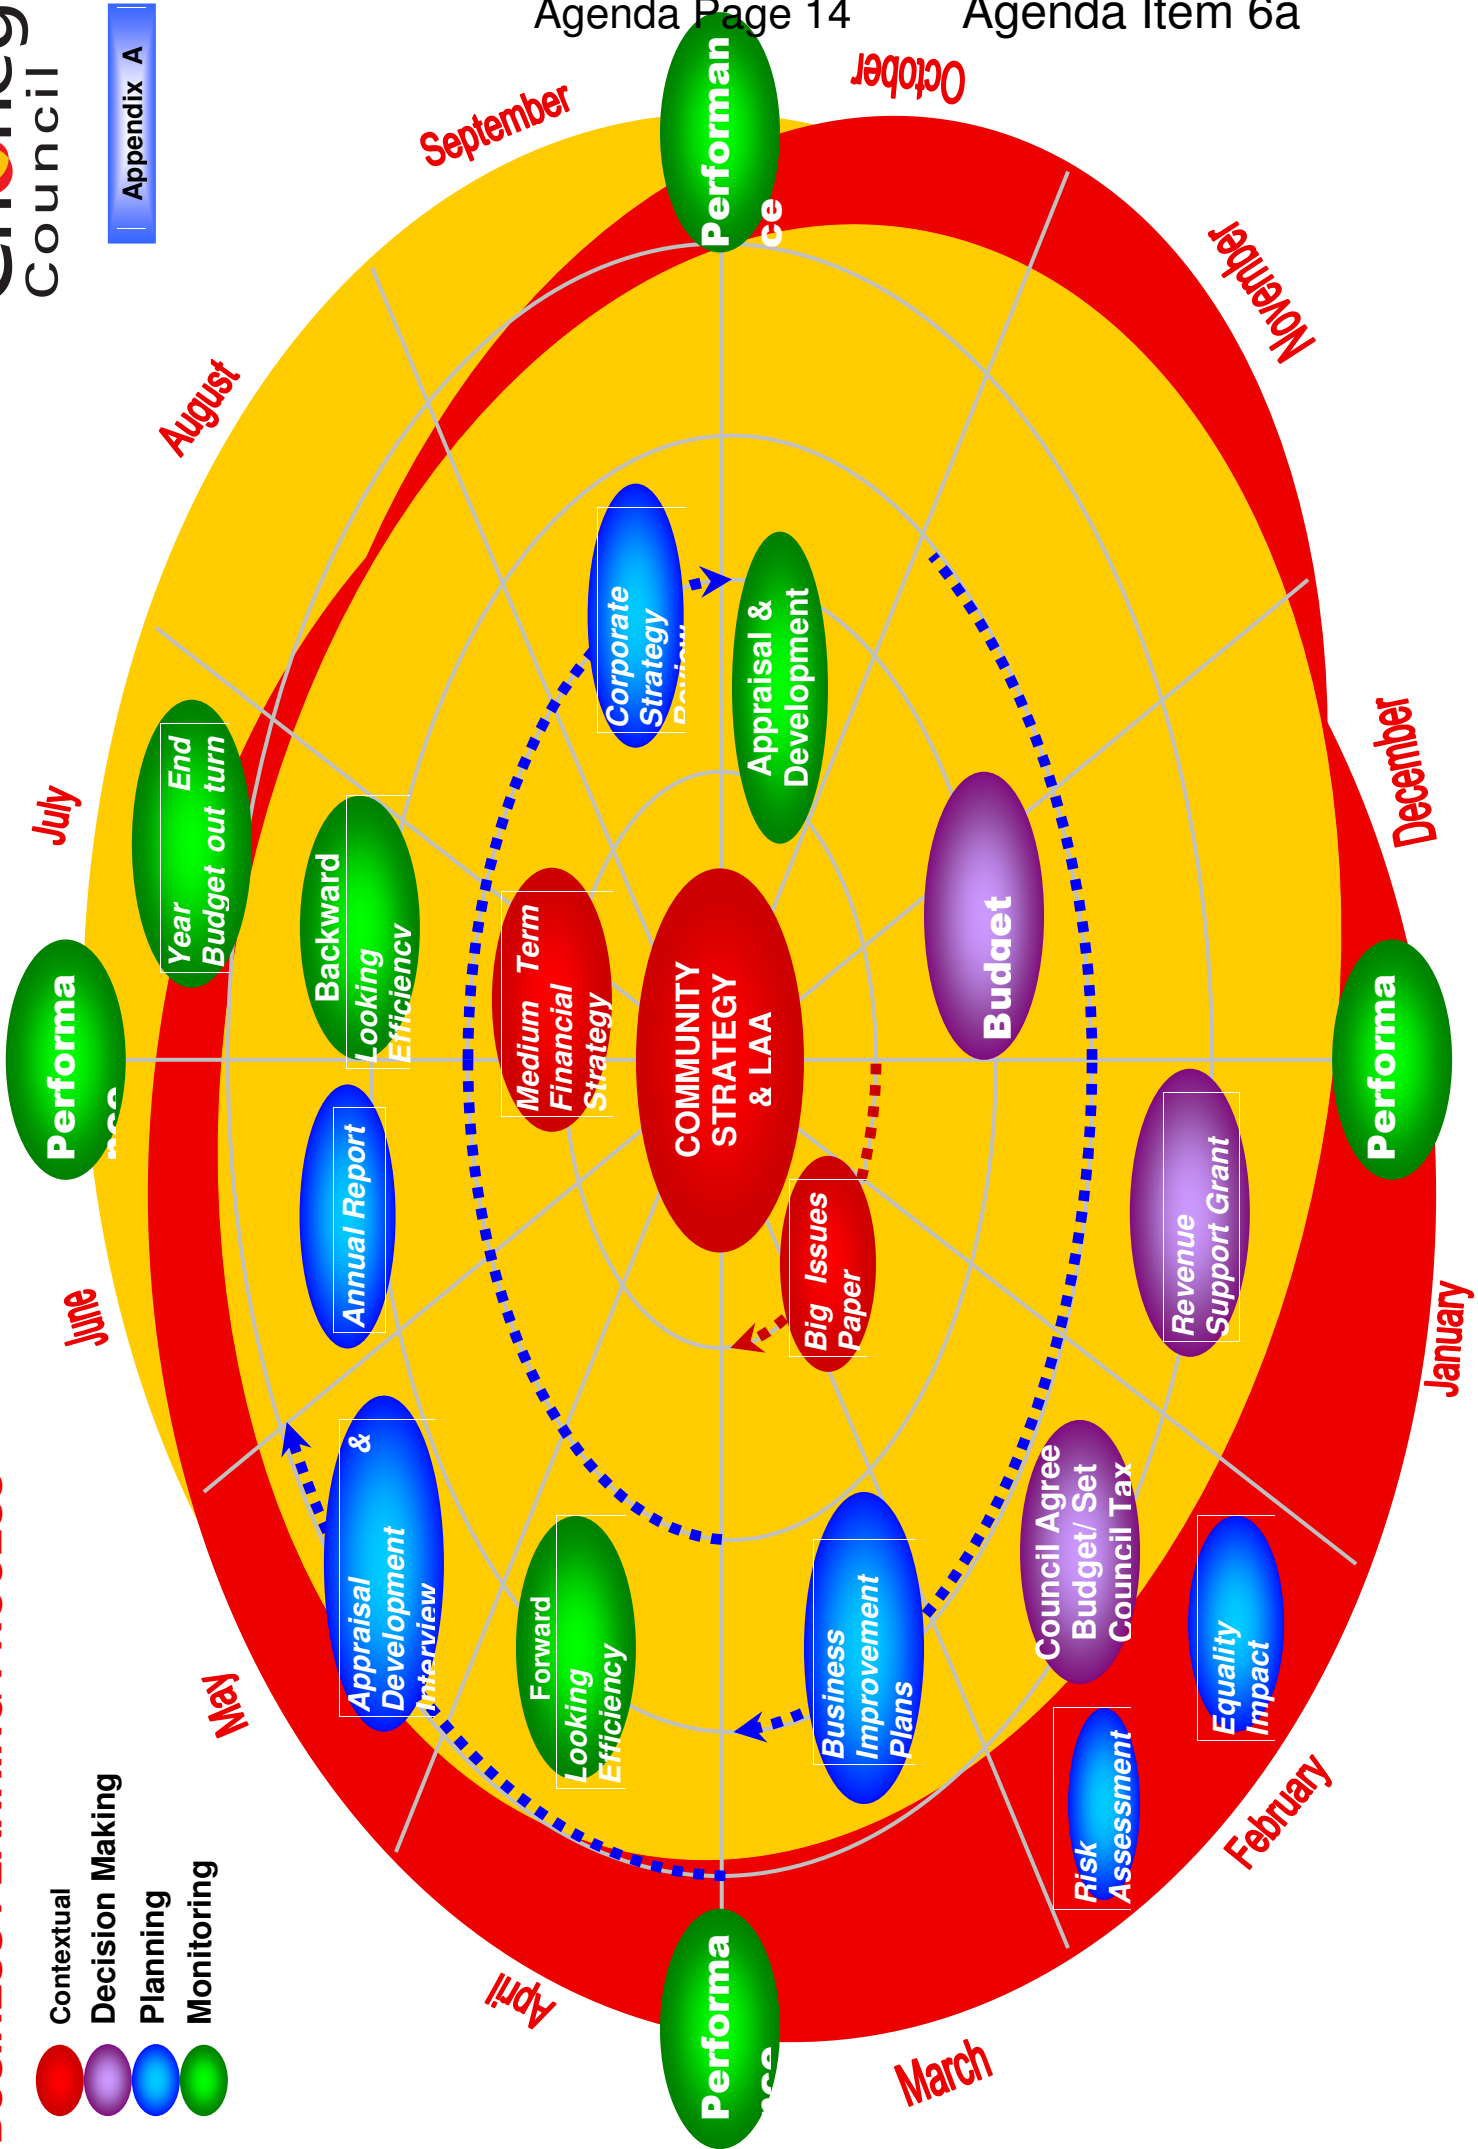 Agenda Page 14
Agenda Item 6a
Council
Appendix A
Contextual
Decision Making
Planning
Monitoring
September
October
November
December
January
February
March
April
May
June
July
August
Performan
ce
Performa
Performa
Performa
Year End
Budget out turn
Backward
Looking
Efficiency
Annual Report
Appraisal &
Development
Interview
Forward
Looking
Efficiency
Medium Term
Financial
Strategy
Corporate
Strategy
Review
Appraisal &
Development
COMMUNITY
STRATEGY
& LAA
Big Issues
Paper
Budget
Business
Improvement
Plans
Revenue
Support Grant
Council Agree
Budget/ Set
Council Tax
Equality
Impact
Risk
Assessment